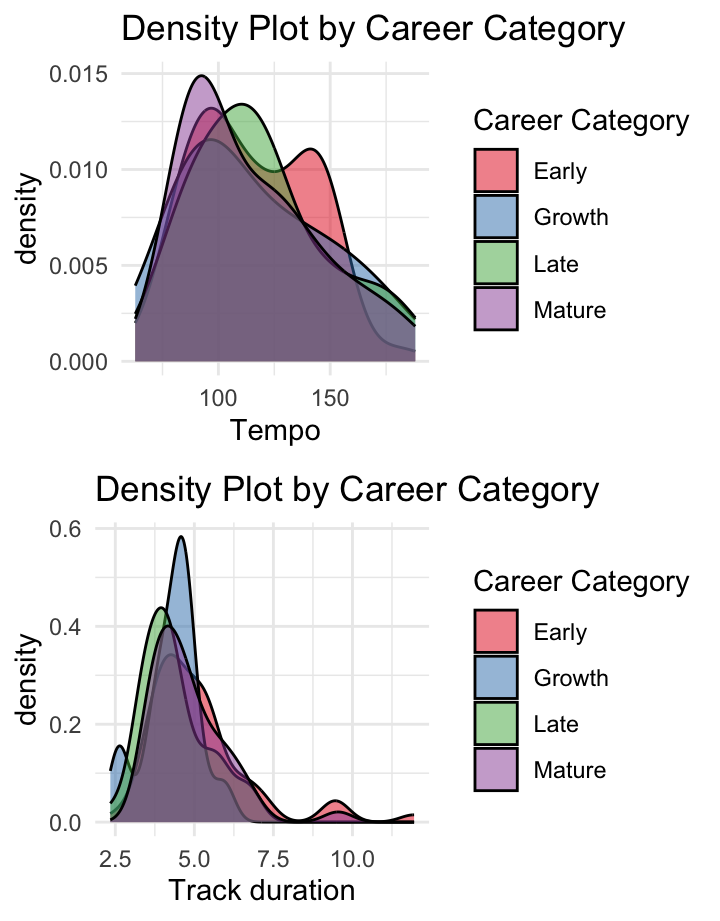 Density Plot by Career Category
0.015
0.010
0.005
0.000
density
100 150
Tempo
Career Category
Early
Growth
Late
Mature
Density Plot by Career Category
0.6
0.4
0.2
0.0
density
2.5 5.0 7.5 10.0
Track duration
Career Category
Early
Growth
Late
Mature